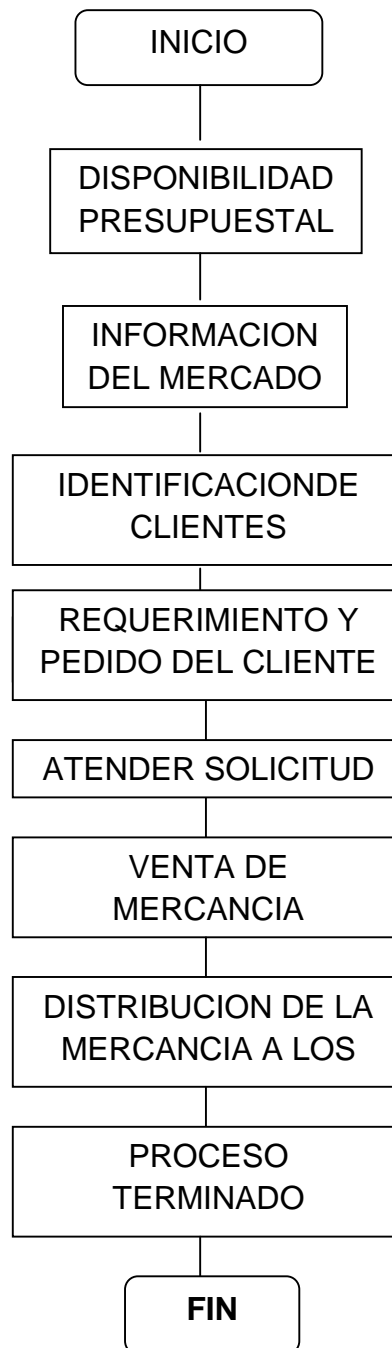 INICIO
DISPONIBILIDAD
PRESUPUESTAL
INFORMACION
DEL MERCADO
IDENTIFICACIONDE
CLIENTES
REQUERIMIENTO Y
PEDIDO DEL CLIENTE
ATENDER SOLICITUD
VENTA DE
MERCANCIA
DISTRIBUCION DE LA
MERCANCIA A LOS
PROCESO
TERMINADO
FIN